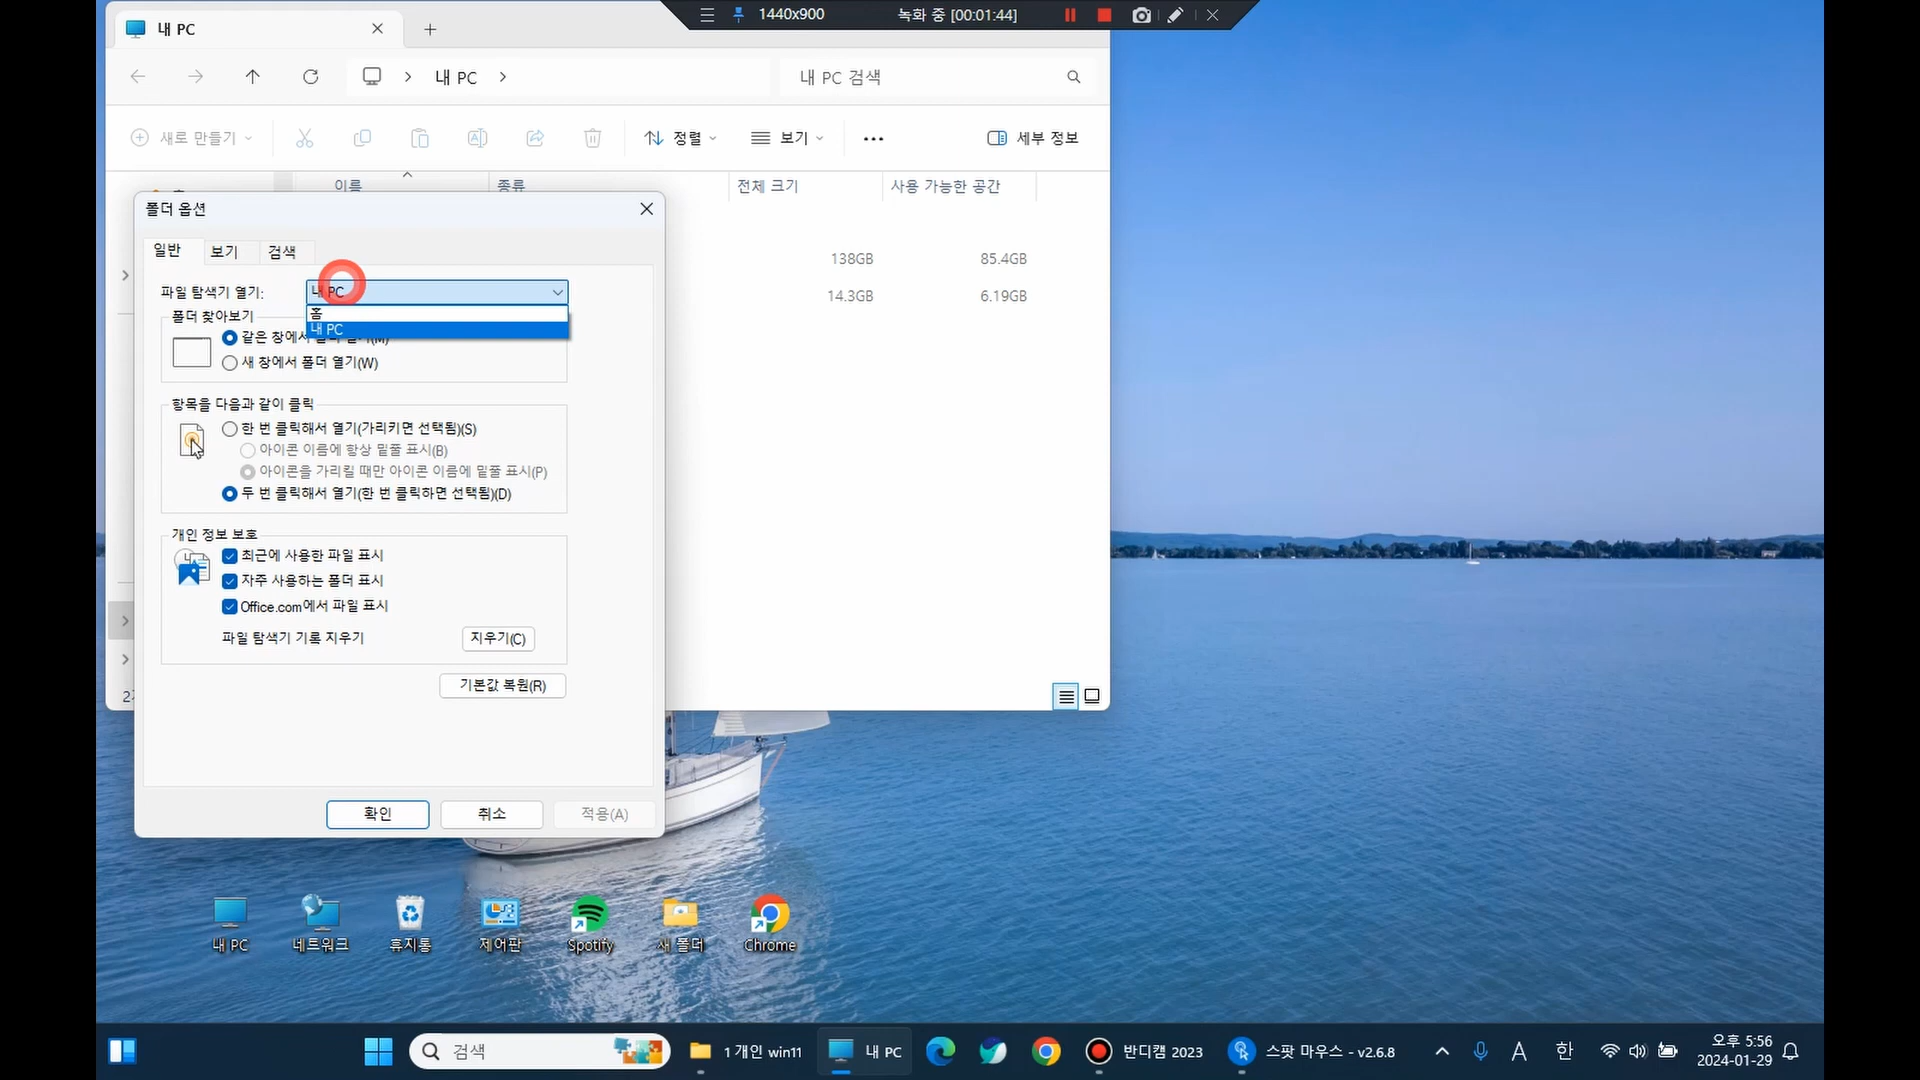 내 PC
1440x900
녹화 중 [00:01:44]
내 PC
내 PC 검색
새로 만들기
정렬
보기
세부 정보
이름
종류
전체 크기
사용 가능한 공간
138GB
85.4GB
14.3GB
6.19GB
폴더 옵션
일반
보기
검색
파일 탐색기 열기:
내 PC
홈
내 PC
폴더 찾아보기
같은 창에서
새 창에서 폴더 열기(W)
항목을 다음과 같이 클릭
한 번 클릭해서 열기(가리키면 선택됨)(S)
아이콘 이름에 항상 밑줄 표시(B)
아이콘을 가리킬 때만 아이콘 이름에 밑줄 표시(P)
두 번 클릭해서 열기(한 번 클릭하면 선택됨)(D)
개인 정보 보호
최근에 사용한 파일 표시
자주 사용하는 폴더 표시
Office.com에서 파일 표시
파일 탐색기 기록 지우기
지우기(C)
기본값 복원(R)
확인
취소
적용(A)
내 PC
네트워크
휴지통
제어판
Spotify
새 폴더
Chrome
검색
1 개인 win11
내 PC
반디캠 2023
스팟 마우스 - v2.6.8
A
한
오후 5:56
2024-01-29